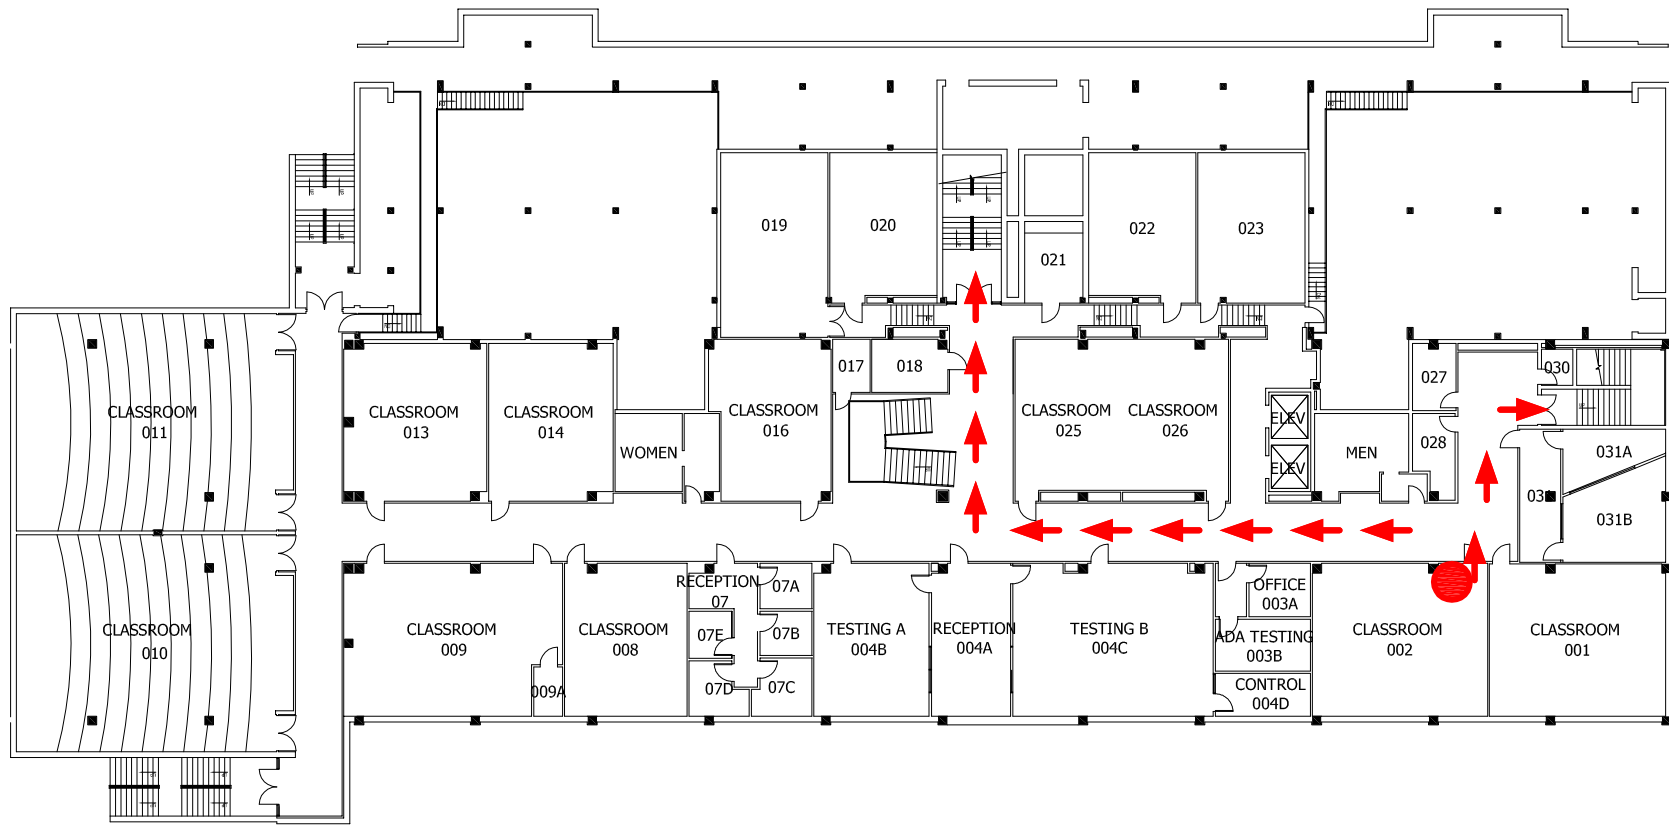 019
020
021
022
023
017
018
027
030
CLASSROOM
011
CLASSROOM
013
CLASSROOM
014
WOMEN
CLASSROOM
016
CLASSROOM
025
CLASSROOM
026
ELEV
ELEV
MEN
028
031A
031B
CLASSROOM
010
CLASSROOM
009
009A
CLASSROOM
008
RECEPTION
07
07A
07B
07C
07D
07E
TESTING A
004B
RECEPTION
004A
TESTING B
004C
OFFICE
003A
ADA TESTING
003B
CONTROL
004D
CLASSROOM
002
CLASSROOM
001